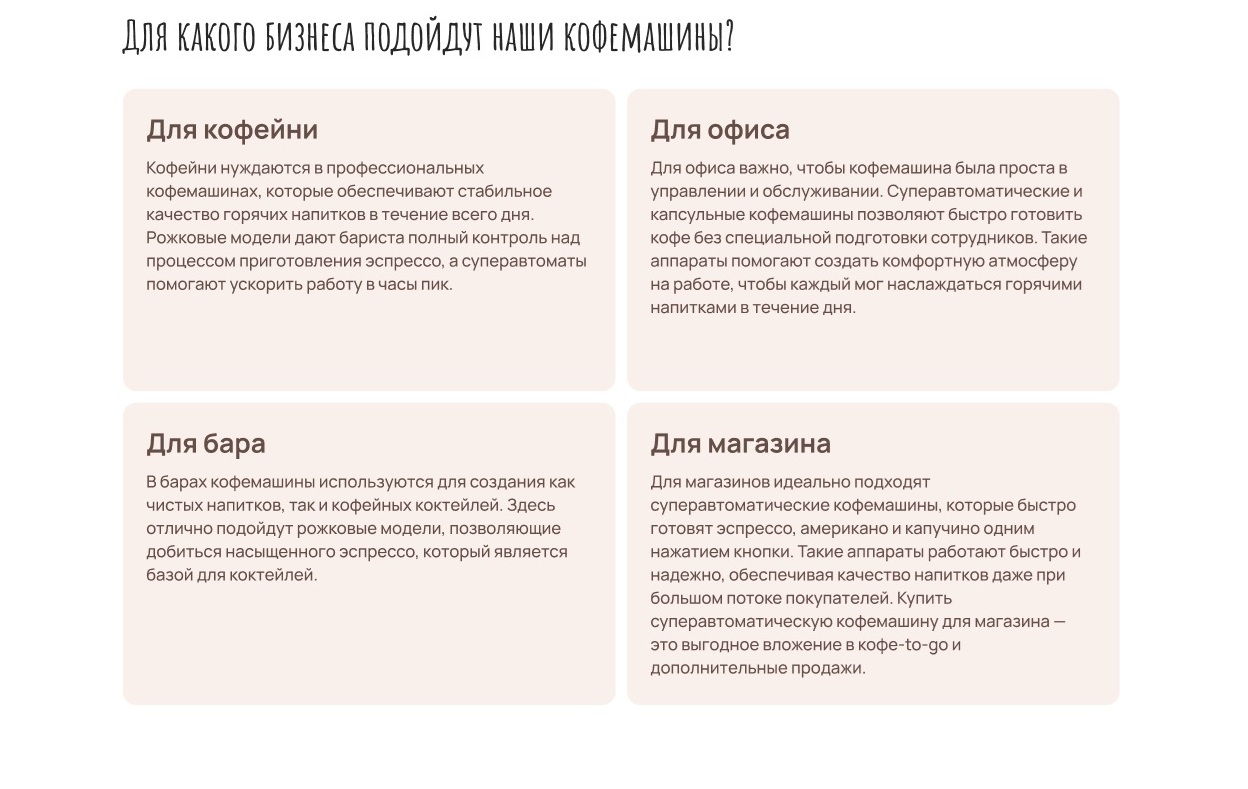 Для какого бизнеса подойдут наши кофемашины?
Для кофейни
Кофейни нуждаются в профессиональных
кофемашинах, которые обеспечивают стабильное
качество горячих напитков в течение всего дня.
Рожковые модели дают бариста полный контроль над
процессом приготовления эспрессо, а суперавтоматы
помогают ускорить работу в часы пик.
Для офиса
Для офиса важно, чтобы кофемашина была проста в
управлении и обслуживании. Суперавтоматические и
капсульные кофемашины позволяют быстро готовить
кофе без специальной подготовки сотрудников. Такие
аппараты помогают создать комфортную атмосферу
на работе, чтобы каждый мог наслаждаться горячими
напитками в течение дня.
Для бара
В барах кофемашины используются для создания как
чистых напитков, так и кофейных коктейлей. Здесь
отлично подойдут рожковые модели, позволяющие
добиться насыщенного эспрессо, который является
базой для коктейлей.
Для магазина
Для магазинов идеально подходят
суперавтоматические кофемашины, которые быстро
готовят эспрессо, американо и капучино одним
нажатием кнопки. Такие аппараты работают быстро и
надежно, обеспечивая качество напитков даже при
большом потоке покупателей. Купить
суперавтоматическую кофемашину для магазина —
это выгодное вложение в кофе-to-go и
дополнительные продажи.